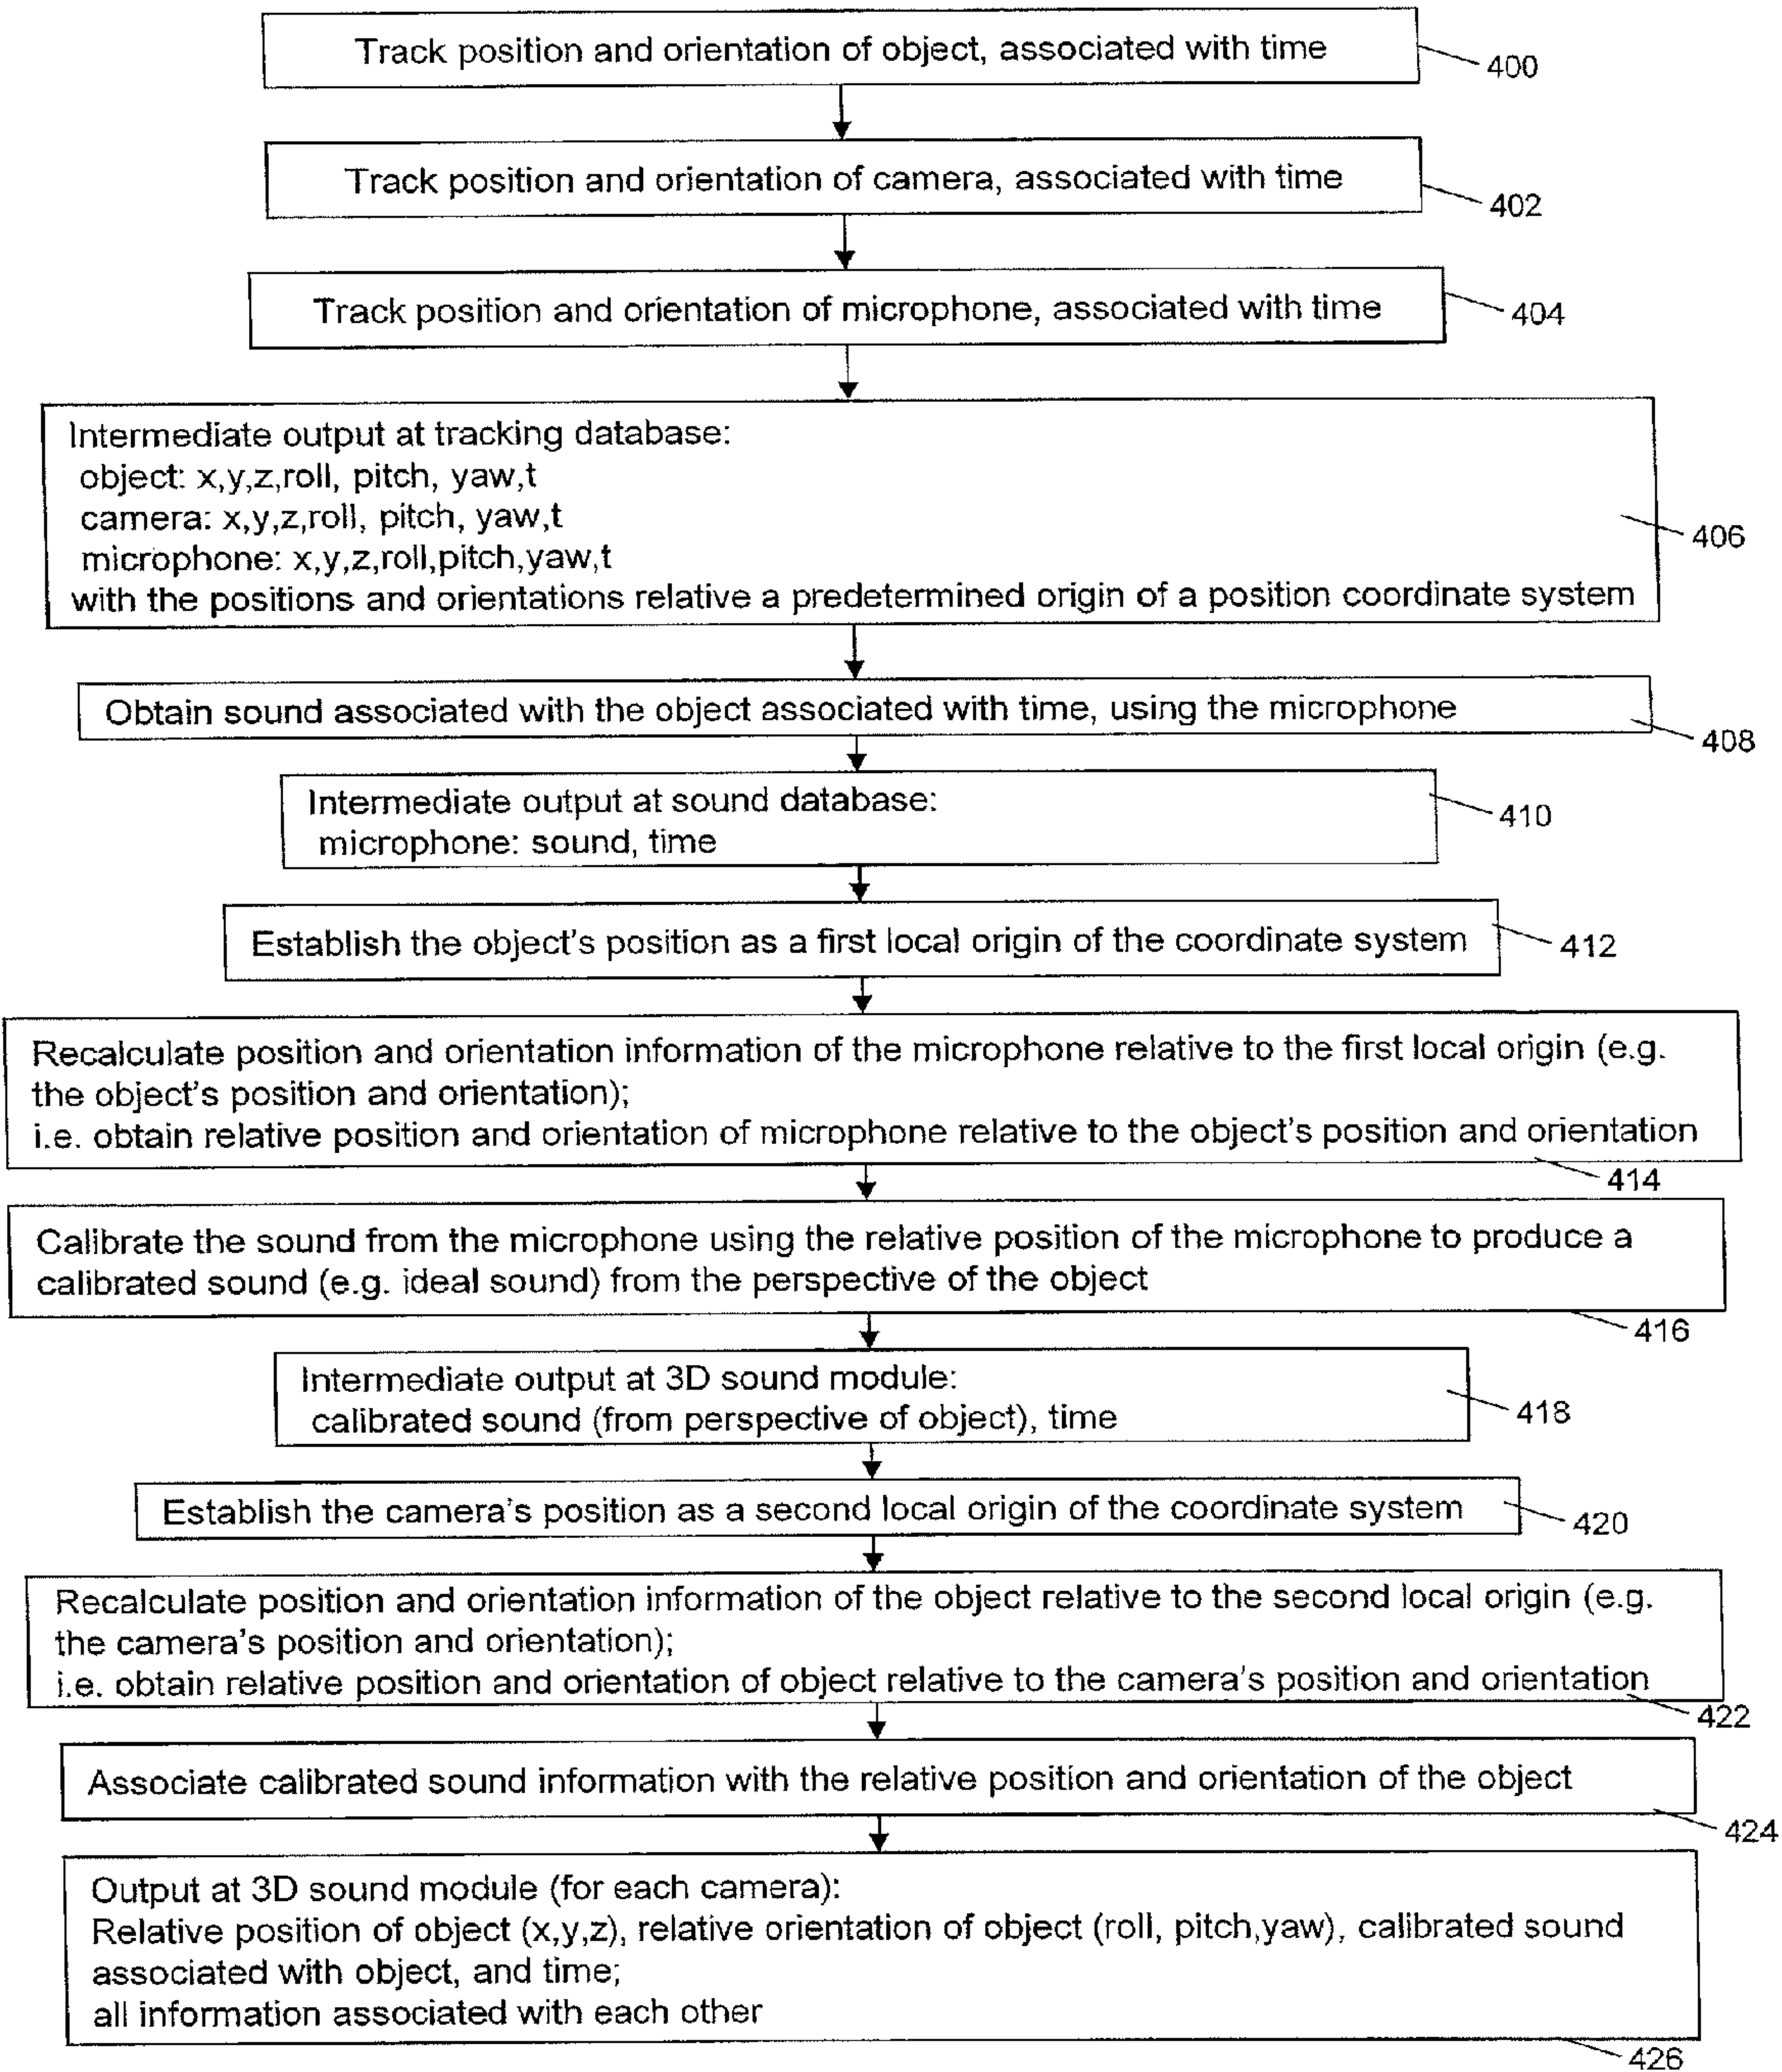 Track position and orientation of object, associated with time
400
Track position and orientation of camera, associated with time
402
Track position and orientation of microphone, associated with time
404
Intermediate output at tracking database:
object: x,y,z,roll, pitch, yaw,t
camera: x,y,z,roll, pitch, yaw,t
microphone: x,y,z,roll,pitch,yaw,t
with the positions and orientations relative a predetermined origin of a position coordinate system
406
Obtain sound associated with the object associated with time, using the microphone
408
Intermediate output at sound database:
microphone: sound, time
410
Establish the object's position as a first local origin of the coordinate system
412
Recalculate position and orientation information of the microphone relative to the first local origin (e.g.
the object's position and orientation);
i.e. obtain relative position and orientation of microphone relative to the object's position and orientation
414
Calibrate the sound from the microphone using the relative position of the microphone to produce a
calibrated sound (e.g. ideal sound) from the perspective of the object
416
Intermediate output at 3D sound module:
calibrated sound (from perspective of object), time
418
Establish the camera's position as a second local origin of the coordinate system
420
Recalculate position and orientation information of the object relative to the second local origin (e.g.
the camera's position and orientation);
i.e. obtain relative position and orientation of object relative to the camera's position and orientation
422
Associate calibrated sound information with the relative position and orientation of the object
424
Output at 3D sound module (for each camera):
Relative position of object (x,y,z), relative orientation of object (roll, pitch,yaw), calibrated sound
associated with object, and time;
all information associated with each other
426